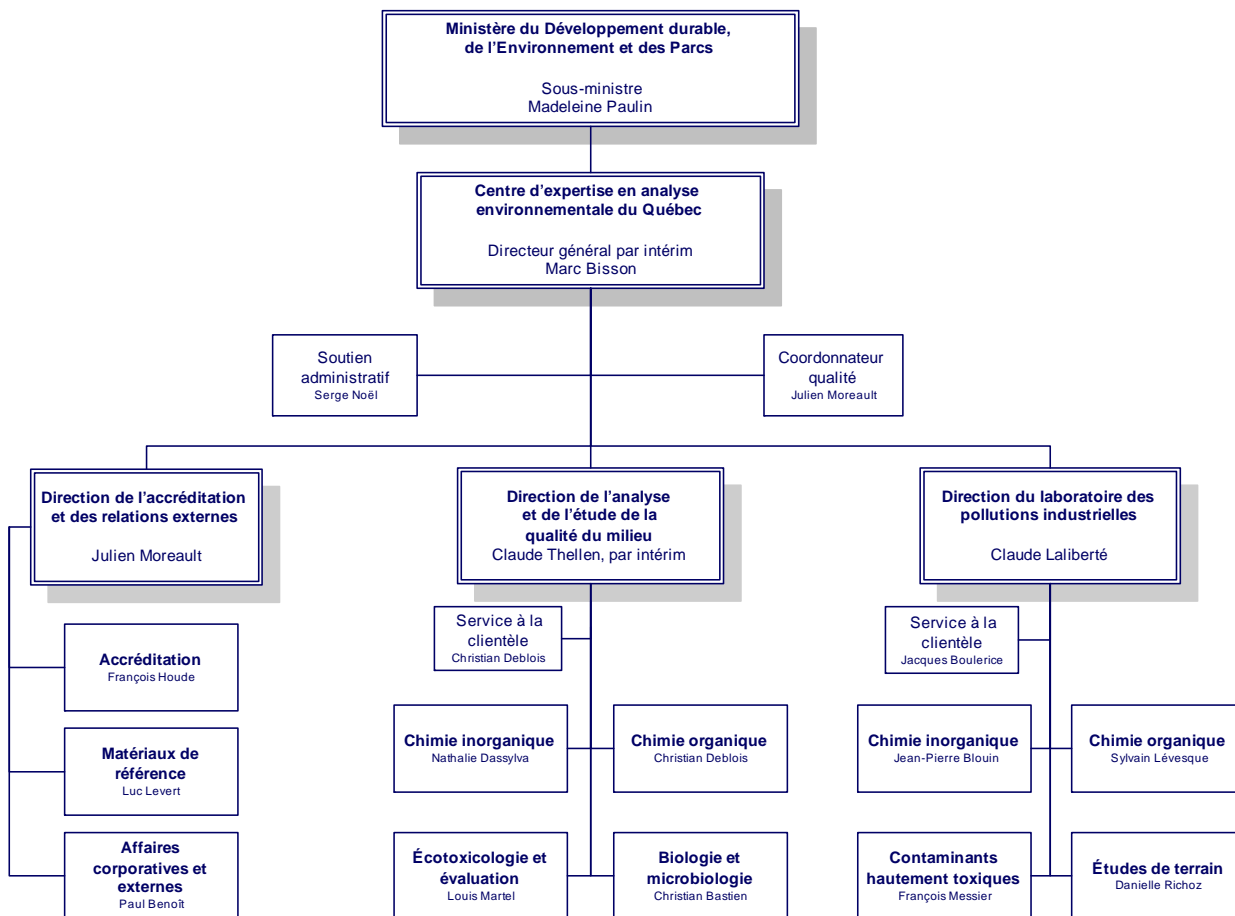 Ministère du Développement durable,
de l'Environnement et des Parcs
Sous-ministre
Madeleine Paulin
Centre d'expertise en analyse
environnementale du Québec
Directeur général par intérim
Marc Bisson
Soutien
administratif
Serge Noël
Coordonnateur
qualité
Julien Moreault
Direction de l'accréditation
et des relations externes
Julien Moreault
Direction de l'analyse
et de l'étude de la
qualité du milieu
Claude Thellen, par intérim
Direction du laboratoire des
pollutions industrielles
Claude Laliberté
Accréditation
François Houde
Matériaux de
référence
Luc Levert
Affaires
corporatives et
externes
Paul Benoît
Service à la
clientèle
Christian Deblois
Chimie inorganique
Nathalie Dassylva
Chimie organique
Christian Deblois
Écotoxicologie et
évaluation
Louis Martel
Biologie et
microbiologie
Christian Bastien
Service à la
clientèle
Jacques Boulerice
Chimie inorganique
Jean-Pierre Blouin
Chimie organique
Sylvain Lévesque
Contaminants
hautement toxiques
François Messier
Études de terrain
Danielle Richoz